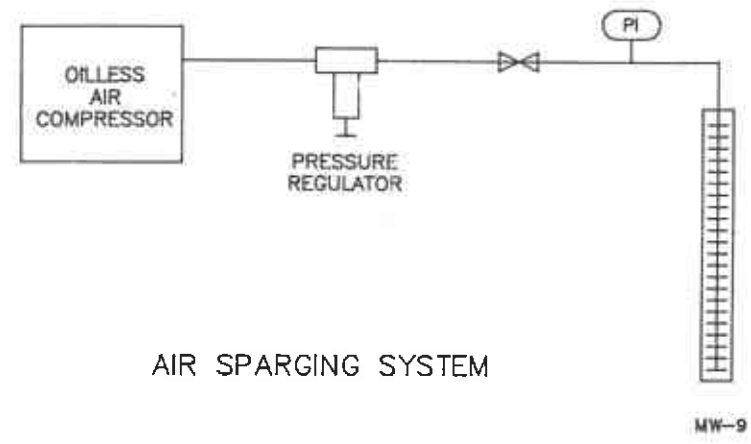 PI
OILLESS
AIR
COMPRESSOR
PRESSURE
REGULATOR
AIR SPARGING SYSTEM
MW-9